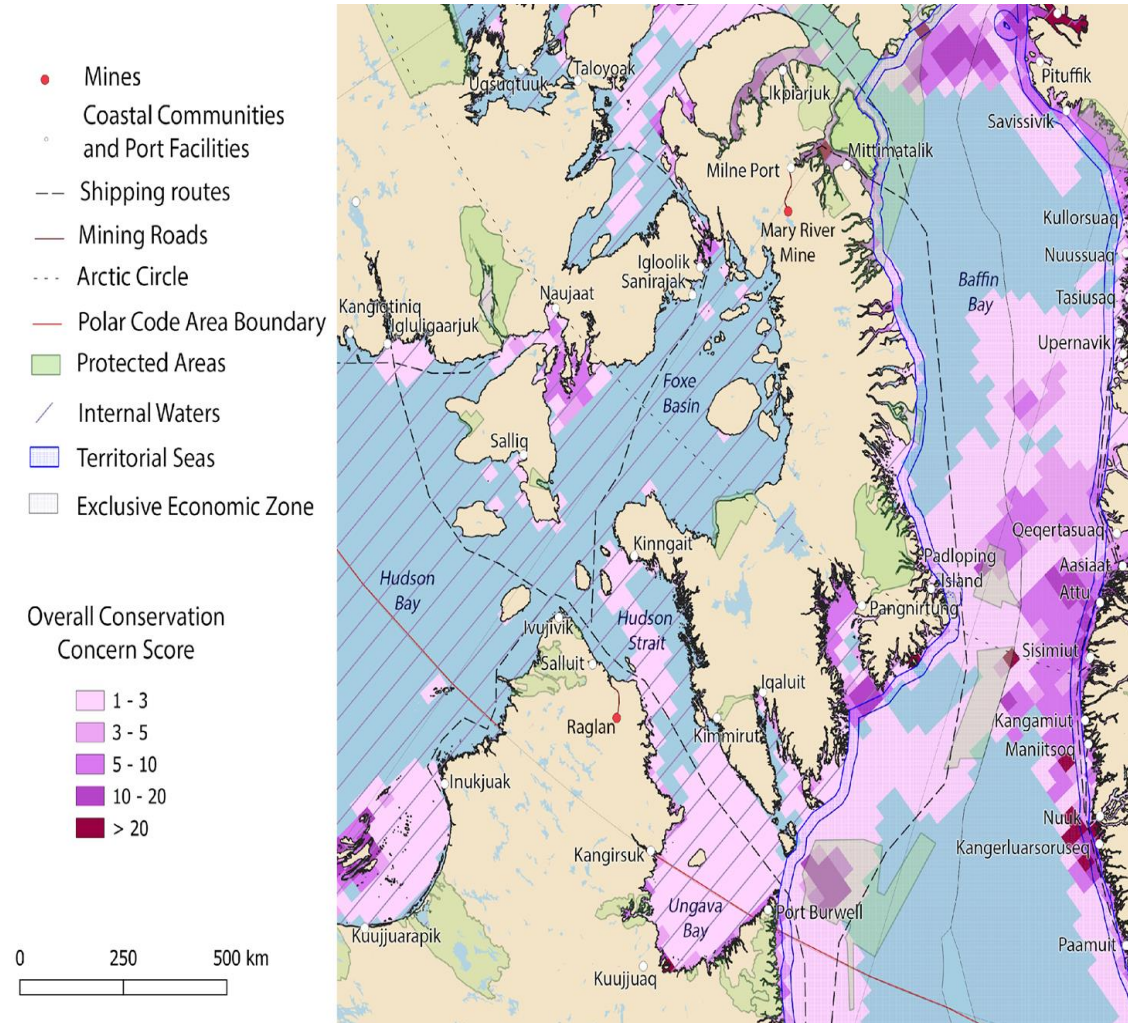 Mines
Coastal Communities
and Port Facilities
Shipping routes
Mining Roads
Arctic Circle
Polar Code Area Boundary
Protected Areas
Internal Waters
Territorial Seas
Exclusive Economic Zone
Overall Conservation
Concern Score
1 - 3
3 - 5
5 - 10
10 - 20
> 20
0 250 500 km
Uqsuqtuuk
Taloyoak
Ikpiarjuk
Pituffik
Savissivik
Milne Port
Mittimatalik
Mary River
Mine
Kullorsuaq
Nuussuaq
Igloolik
Sanirajak
Baffin
Bay
Tasiusaq
Naujaat
Kangiqtiniq
Igluligaarjuk
Upernavik
Foxe
Basin
Salliq
Qeqertasuaq
Kinngait
Padloping
Island
Aasiaat
Attu
Hudson
Bay
Pangnirtung
Hudson
Strait
Ivujivik
Sisimiut
Salluit
Iqaluit
Raglan
Kimmirut
Kangamiut
Maniitsoq
Inukjuak
Nuuk
Kangerluarsoruseq
Kangirsuk
Ungava
Bay
Port Burwell
Kuujjuarapik
Paamuit
Kuujjuaq